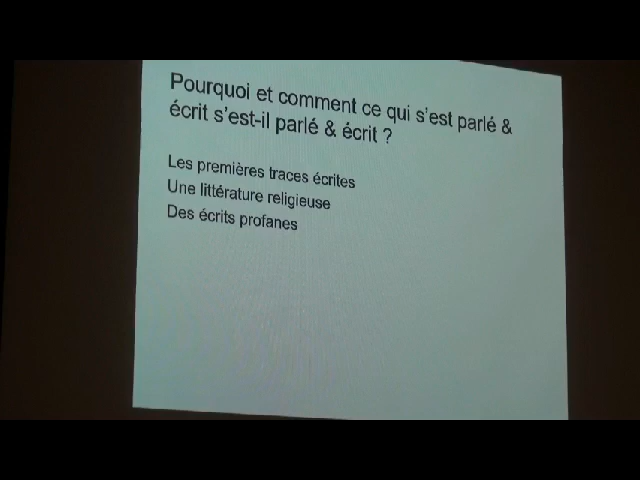 Pourquoi et comment ce qui s'est parlé &
écrit s'est-il parlé & écrit ?
Les premières traces écrites
Une littérature religieuse
Des écrits profanes